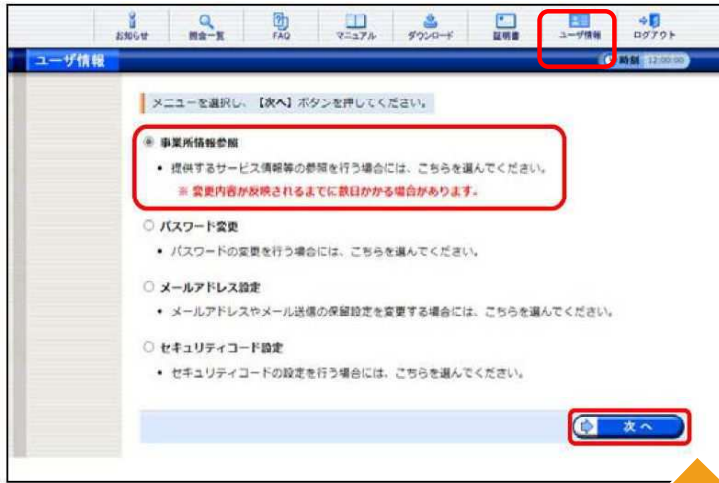 お知らせ 照会一覧 FAQ マニュアル ダウンロード 証明書 ユーザ情報 ログアウト
ユーザ情報 時刻 12:00:00
メニューを選択し、【次へ】ボタンを押してください。
事業所情報参照
• 提供するサービス情報等の参照を行う場合には、こちらを選んでください。
※ 変更内容が反映されるまでに数日かかる場合があります。
パスワード変更
• パスワードの変更を行う場合には、こちらを選んでください。
メールアドレス設定
• メールアドレスやメール送信の保留設定を変更する場合には、こちらを選んでください。
セキュリティコード設定
• セキュリティコードの設定を行う場合には、こちらを選んでください。
次へ